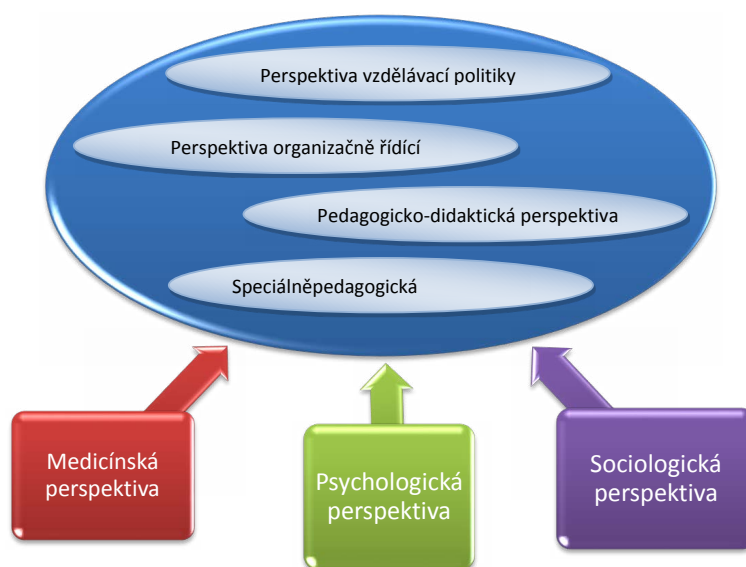 Perspektiva vzdělávací politiky
Perspektiva organizačně řídící
Pedagogicko-didaktická perspektiva
Speciálněpedagogická
Medicínská
perspektiva
Psychologická
perspektiva
Sociologická
perspektiva